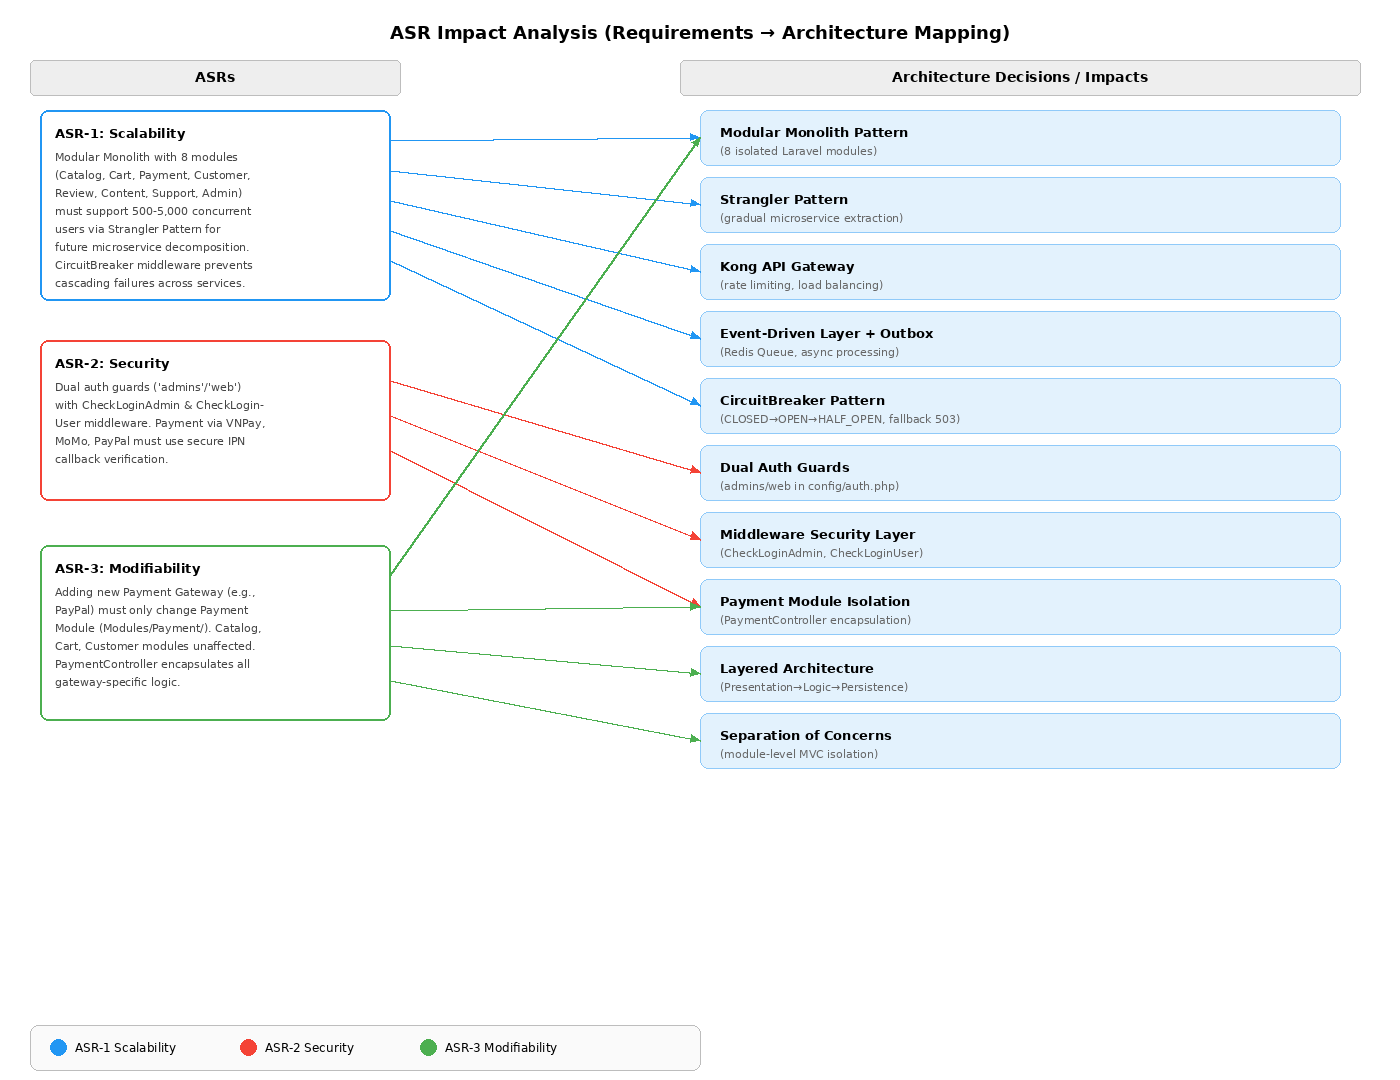 ASR Impact Analysis (Requirements → Architecture Mapping)
ASRs
Architecture Decisions / Impacts
ASR-1: Scalability
Modular Monolith with 8 modules
(Catalog, Cart, Payment, Customer,
Review, Content, Support, Admin)
must support 500-5,000 concurrent
users via Strangler Pattern for
future microservice decomposition.
CircuitBreaker middleware prevents
cascading failures across services.
ASR-2: Security
Dual auth guards ('admins'/'web')
with CheckLoginAdmin & CheckLogin-
User middleware. Payment via VNPay,
MoMo, PayPal must use secure IPN
callback verification.
ASR-3: Modifiability
Adding new Payment Gateway (e.g.,
PayPal) must only change Payment
Module (Modules/Payment/). Catalog,
Cart, Customer modules unaffected.
PaymentController encapsulates all
gateway-specific logic.
Modular Monolith Pattern
(8 isolated Laravel modules)
Strangler Pattern
(gradual microservice extraction)
Kong API Gateway
(rate limiting, load balancing)
Event-Driven Layer + Outbox
(Redis Queue, async processing)
CircuitBreaker Pattern
(CLOSED→OPEN→HALF_OPEN, fallback 503)
Dual Auth Guards
(admins/web in config/auth.php)
Middleware Security Layer
(CheckLoginAdmin, CheckLoginUser)
Payment Module Isolation
(PaymentController encapsulation)
Layered Architecture
(Presentation→Logic→Persistence)
Separation of Concerns
(module-level MVC isolation)
ASR-1 Scalability
ASR-2 Security
ASR-3 Modifiability